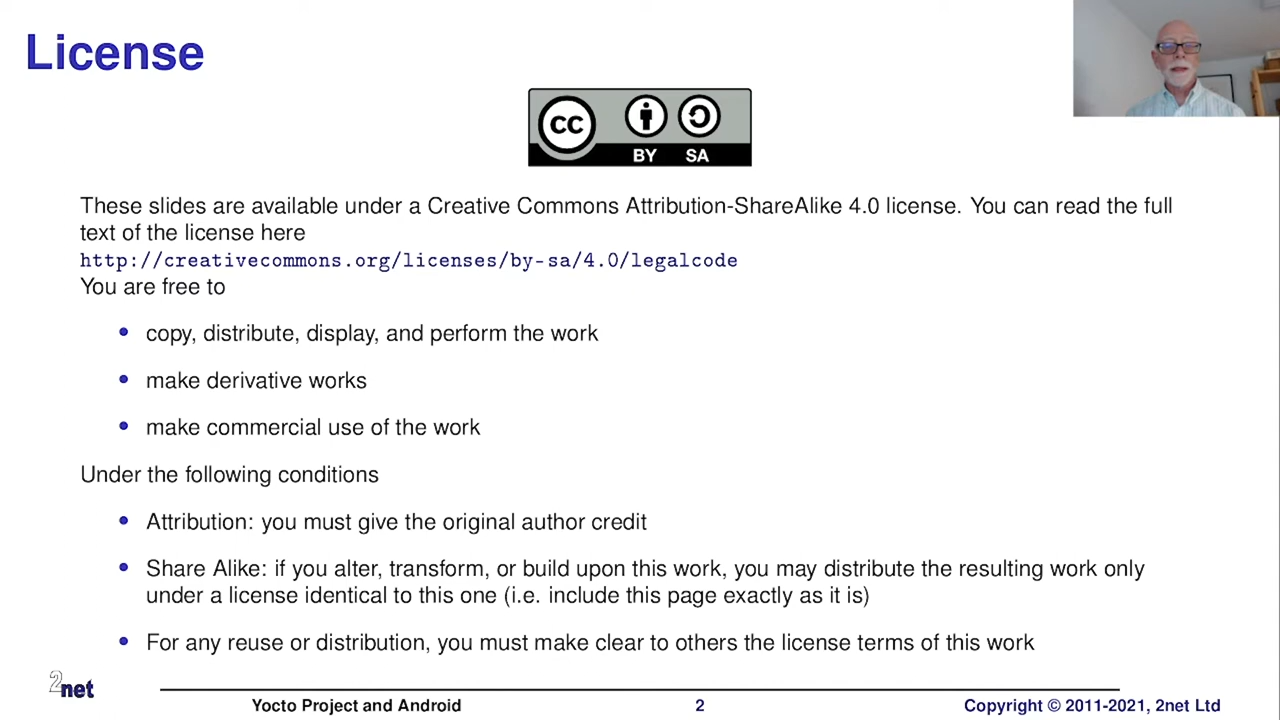 License
CC
BY SA
These slides are available under a Creative Commons Attribution-ShareAlike 4.0 license. You can read the full
text of the license here
http://creativecommons.org/licenses/by-sa/4.0/legalcode
You are free to
• copy, distribute, display, and perform the work
• make derivative works
• make commercial use of the work
Under the following conditions
• Attribution: you must give the original author credit
• Share Alike: if you alter, transform, or build upon this work, you may distribute the resulting work only
under a license identical to this one (i.e. include this page exactly as it is)
• For any reuse or distribution, you must make clear to others the license terms of this work
2net
Yocto Project and Android 2 Copyright © 2011-2021, 2net Ltd